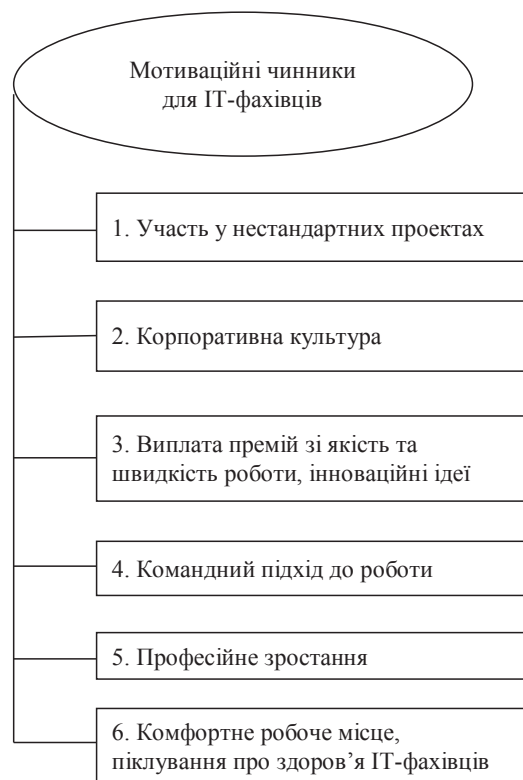 Мотиваційні чинники
для ІТ-фахівців
1. Участь у нестандартних проектах
2. Корпоративна культура
3. Виплата премій зі якість та
швидкість роботи, інноваційні ідеї
4. Командний підхід до роботи
5. Професійне зростання
6. Комфортне робоче місце,
піклування про здоров’я ІТ-фахівців